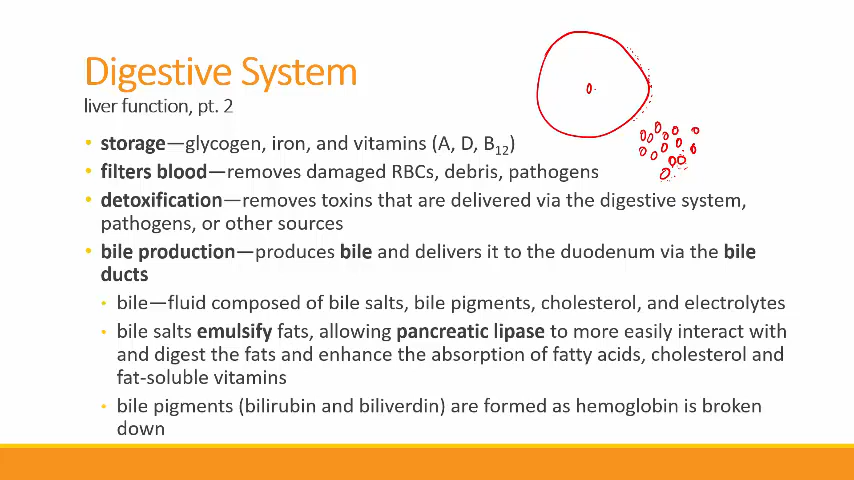 Digestive System
liver function, pt. 2
• storage—glycogen, iron, and vitamins (A, D, B12)
• filters blood—removes damaged RBCs, debris, pathogens
• detoxification—removes toxins that are delivered via the digestive system,
pathogens, or other sources
• bile production—produces bile and delivers it to the duodenum via the bile
ducts
• bile—fluid composed of bile salts, bile pigments, cholesterol, and electrolytes
• bile salts emulsify fats, allowing pancreatic lipase to more easily interact with
and digest the fats and enhance the absorption of fatty acids, cholesterol and
fat-soluble vitamins
• bile pigments (bilirubin and biliverdin) are formed as hemoglobin is broken
down